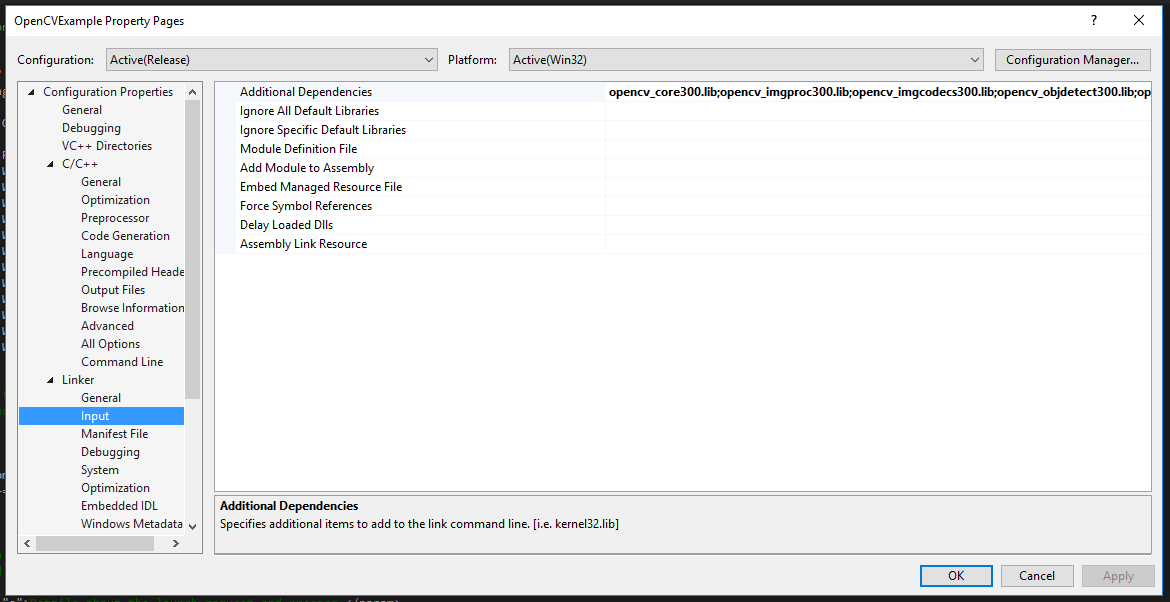 OpenCVExample Property Pages
?
Configuration: Active(Release) Platform: Active(Win32) Configuration Manager...
Configuration Properties
General
Debugging
VC++ Directories
C/C++
General
Optimization
Preprocessor
Code Generation
Language
Precompiled Heade
Output Files
Browse Information
Advanced
All Options
Command Line
Linker
General
Input
Manifest File
Debugging
System
Optimization
Embedded IDL
Windows Metadata
Additional Dependencies opencv_core300.lib;opencv_imgproc300.lib;opencv_imgcodecs300.lib;opencv_objdetect300.lib;op
Ignore All Default Libraries
Ignore Specific Default Libraries
Module Definition File
Add Module to Assembly
Embed Managed Resource File
Force Symbol References
Delay Loaded Dlls
Assembly Link Resource
Additional Dependencies
Specifies additional items to add to the link command line. [i.e. kernel32.lib]
OK Cancel Apply